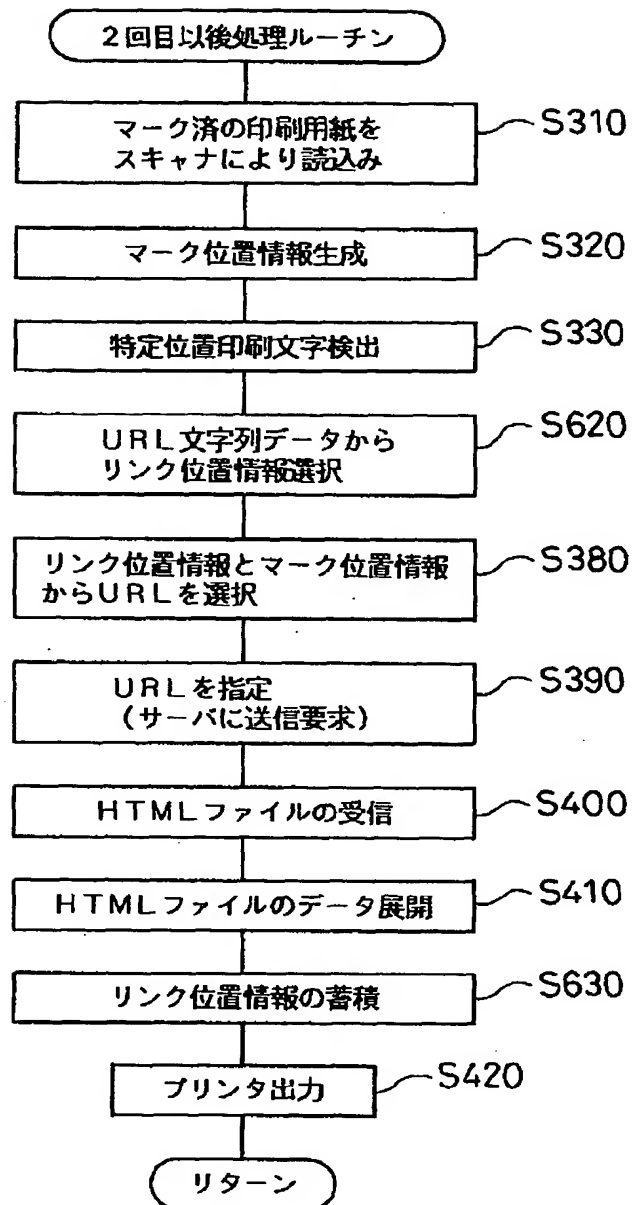 2回目以後処理ルーチン
マーク済の印刷用紙を
スキャナにより読込み
S310
マーク位置情報生成
S320
特定位置印刷文字検出
S330
URL文字列データから
リンク位置情報選択
S620
リンク位置情報とマーク位置情報
からURLを選択
S380
URLを指定
(サーバに送信要求)
S390
HTMLファイルの受信
S400
HTMLファイルのデータ展開
S410
リンク位置情報の蓄積
S630
プリンタ出力
S420
リターン